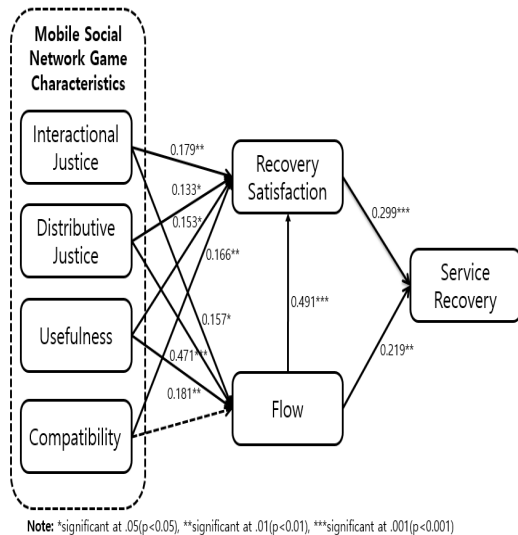 Mobile Social
Network Game
Characteristics
Interactional
Justice
Distributive
Justice
Usefulness
Compatibility
0.179**
0.133*
0.153*
0.166**
0.157*
0.471***
0.181**
Recovery
Satisfaction
0.491***
Flow
0.299***
0.219**
Service
Recovery
Note: *significant at .05(p<0.05), **significant at .01(p<0.01), ***significant at .001(p<0.001)